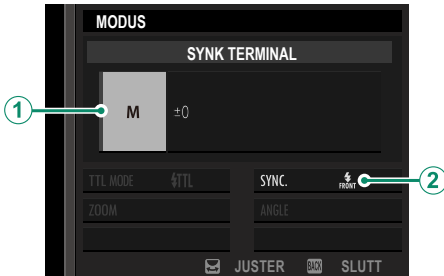 MODUS
SYNK TERMINAL
1
M ±0
TTL MODE TTL SYNC. FRONT 2
ZOOM ANGLE
JUSTER BACK SLUTT